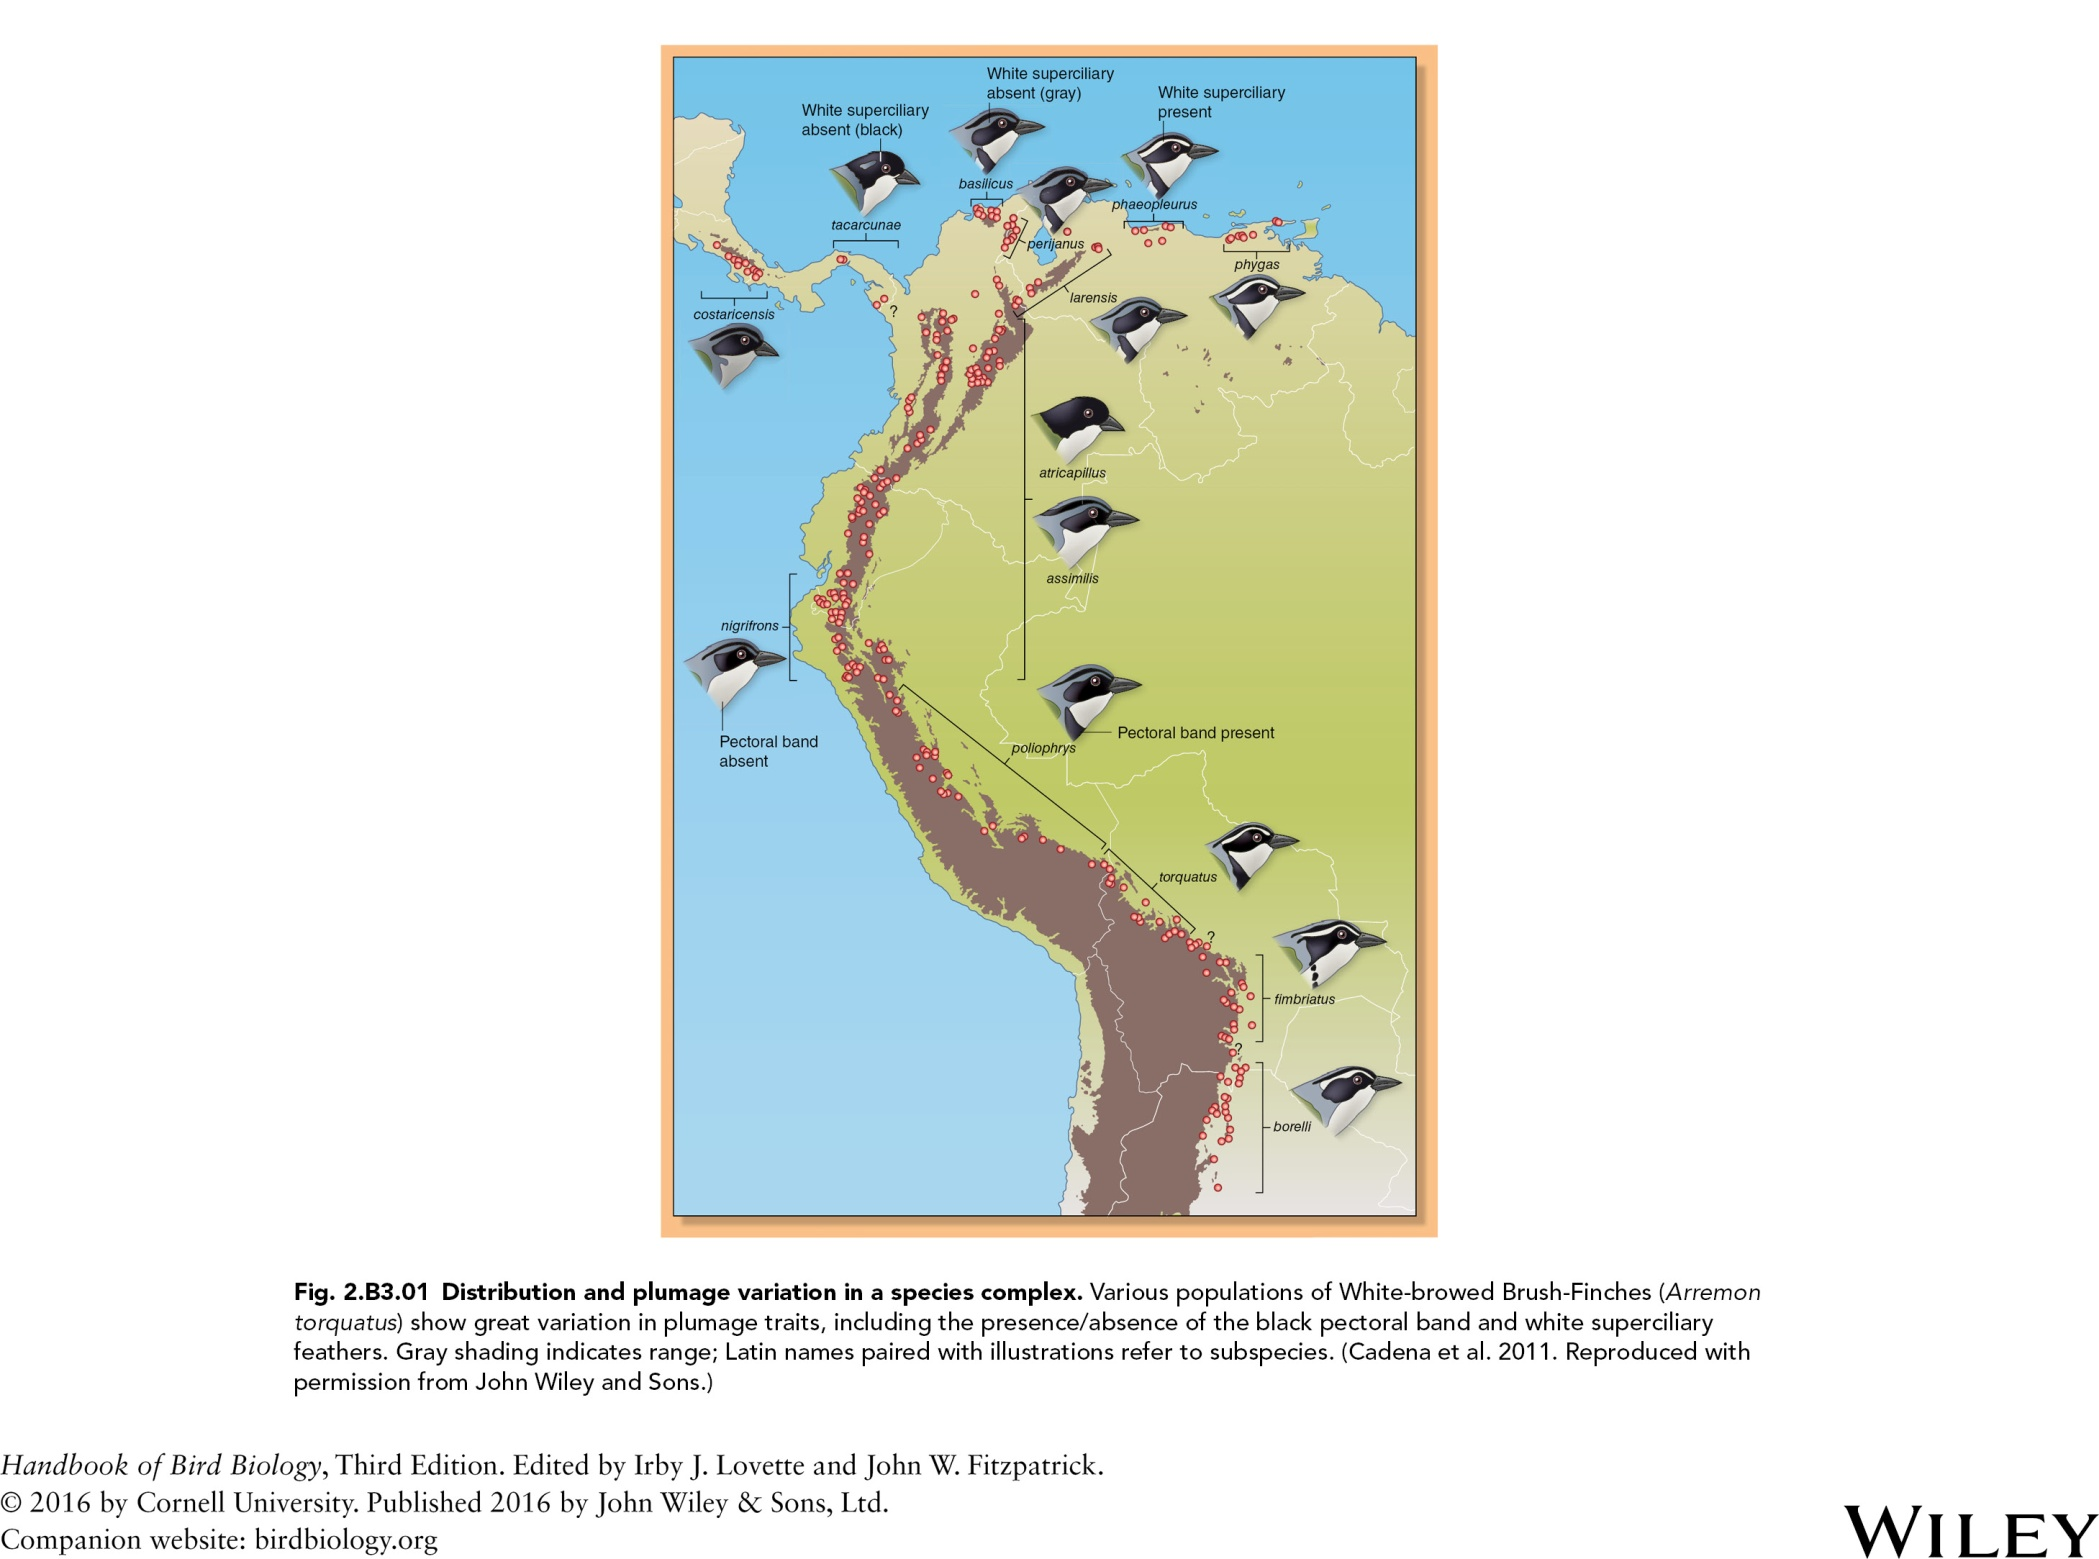 White superciliary
absent (gray)
White superciliary
present
White superciliary
absent (black)
basilicus
phaeopleurus
tacarcunae
perijanus
phygas
larensis
costaricensis
?
atricapillus
assimilis
nigrifrons
Pectoral band present
Pectoral band
absent
poliophrys
torquatus
?
fimbriatus
?
borelli
Fig. 2.B3.01 Distribution and plumage variation in a species complex. Various populations of White-browed Brush-Finches (Arremon
torquatus) show great variation in plumage traits, including the presence/absence of the black pectoral band and white superciliary
feathers. Gray shading indicates range; Latin names paired with illustrations refer to subspecies. (Cadena et al. 2011. Reproduced with
permission from John Wiley and Sons.)
Handbook of Bird Biology, Third Edition. Edited by Irby J. Lovette and John W. Fitzpatrick.
© 2016 by Cornell University. Published 2016 by John Wiley & Sons, Ltd.
Companion website: birdbiology.org
WILEY